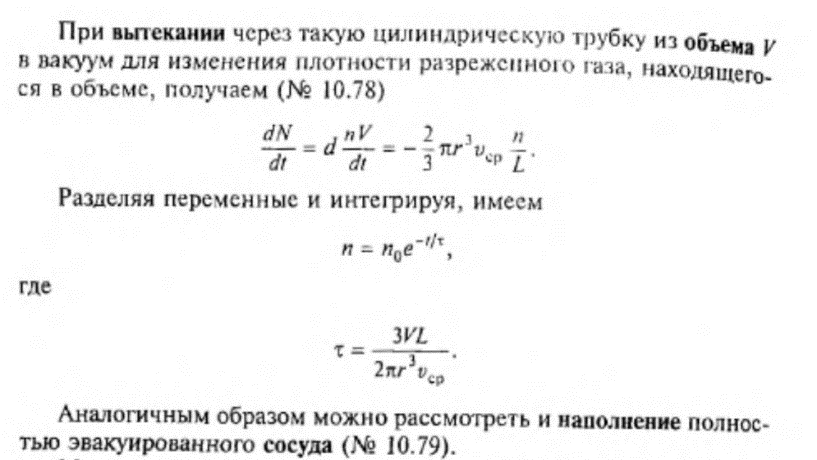 При вытекании через такую цилиндрическую трубку из объема V
в вакуум для изменения плотности разреженного газа, находящего-
ся в объеме, получаем (№ 10.78)
dN/dt = d nV/dt = − 2/3 πr³υср n/L.
Разделяя переменные и интегрируя, имеем
n = n₀e^(−t/τ),
где
τ = 3VL/2πr³υср.
Аналогичным образом можно рассмотреть и наполнение полнос-
тью эвакуированного сосуда (№ 10.79).